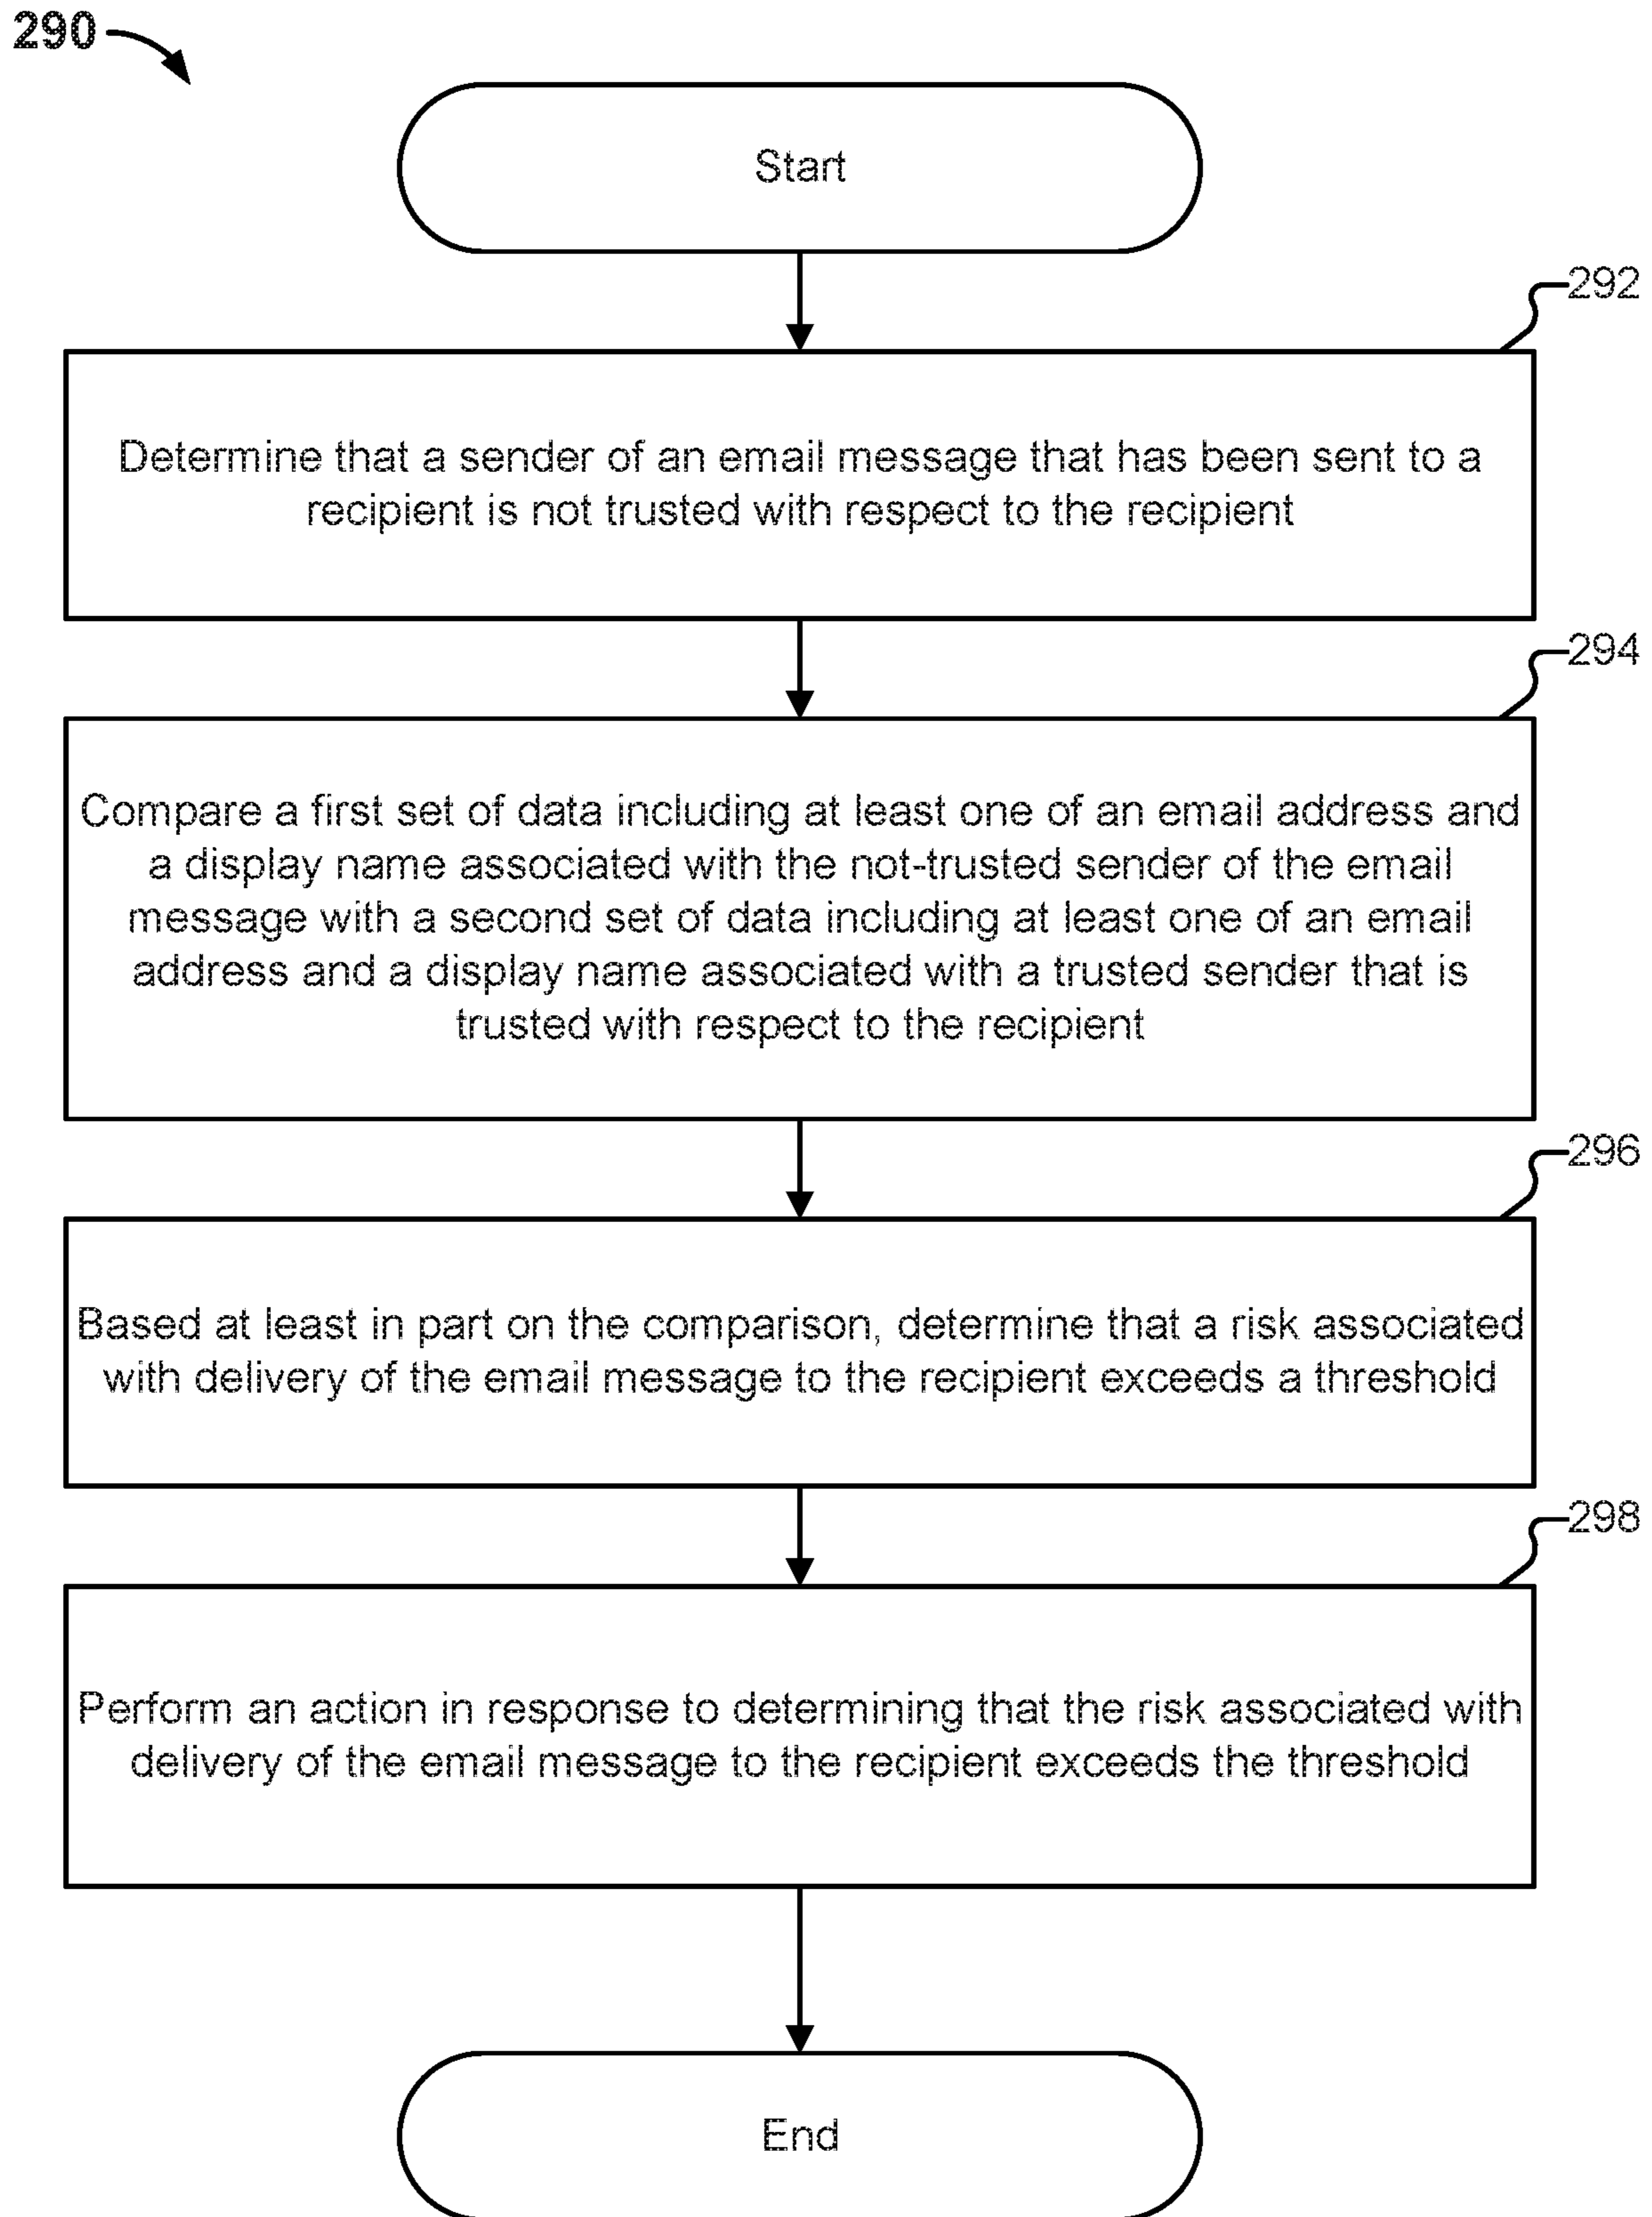 290
Start
292
Determine that a sender of an email message that has been sent to a
recipient is not trusted with respect to the recipient
294
Compare a first set of data including at least one of an email address and
a display name associated with the not-trusted sender of the email
message with a second set of data including at least one of an email
address and a display name associated with a trusted sender that is
trusted with respect to the recipient
296
Based at least in part on the comparison, determine that a risk associated
with delivery of the email message to the recipient exceeds a threshold
298
Perform an action in response to determining that the risk associated with
delivery of the email message to the recipient exceeds the threshold
End